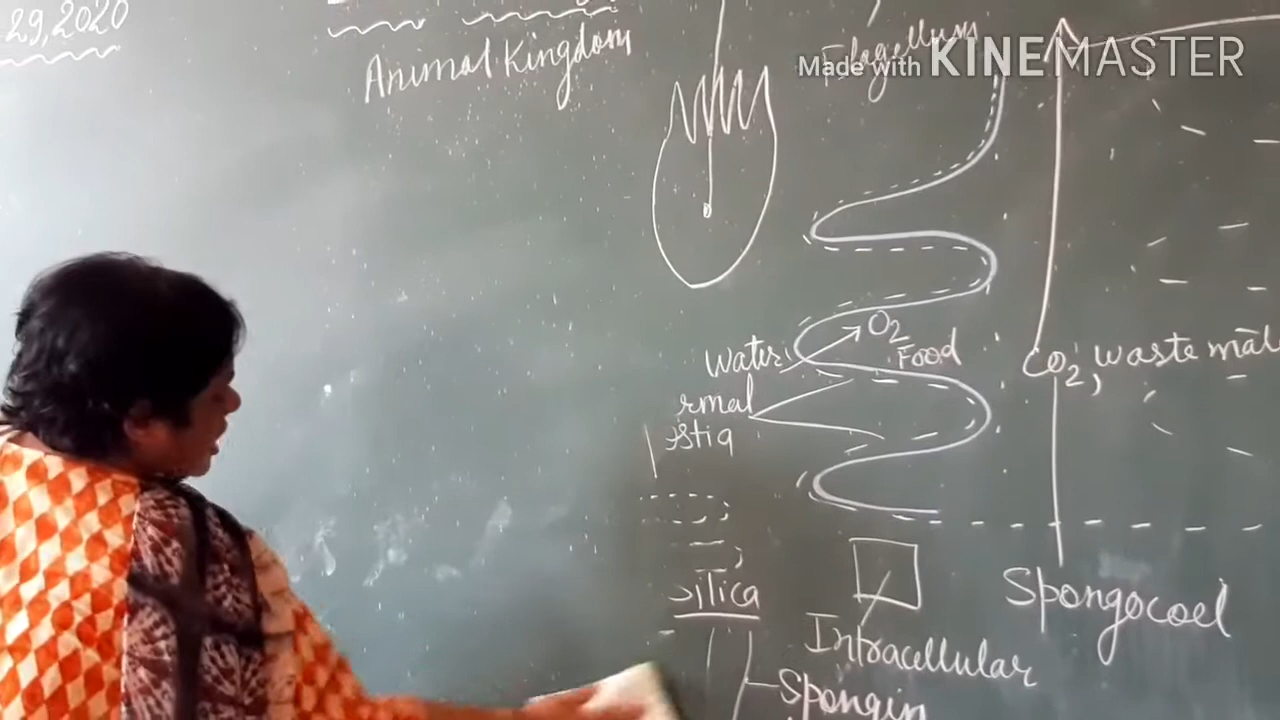 29,2020
Animal Kingdom
Flagellum
Made with KINEMASTER
Water
O2
Food
CO2, waste mat
rmal
ostia
silica
Intracellular
Spongocoel
Spongin